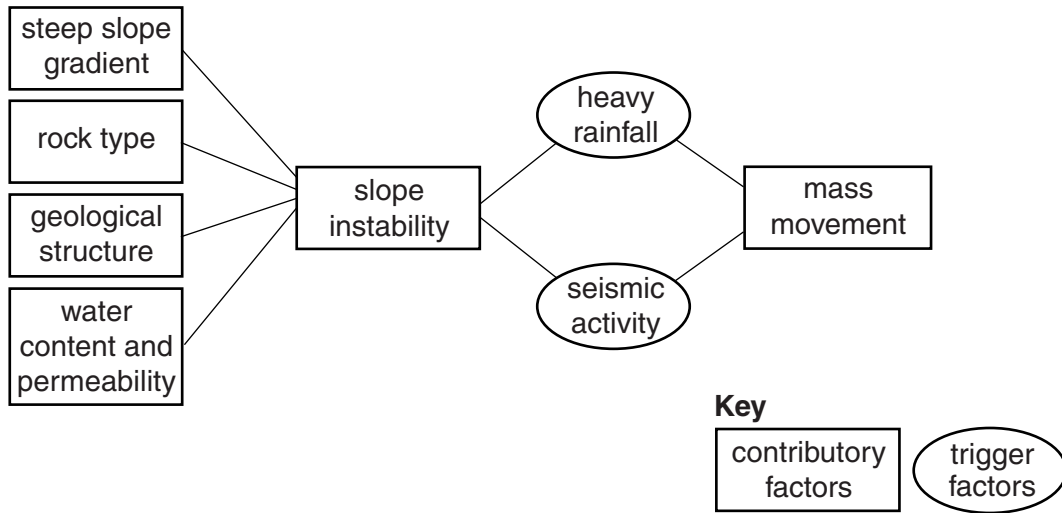 steep slope
gradient
rock type
geological
structure
water
content and
permeability
slope
instability
heavy
rainfall
seismic
activity
mass
movement
Key
contributory
factors
trigger
factors